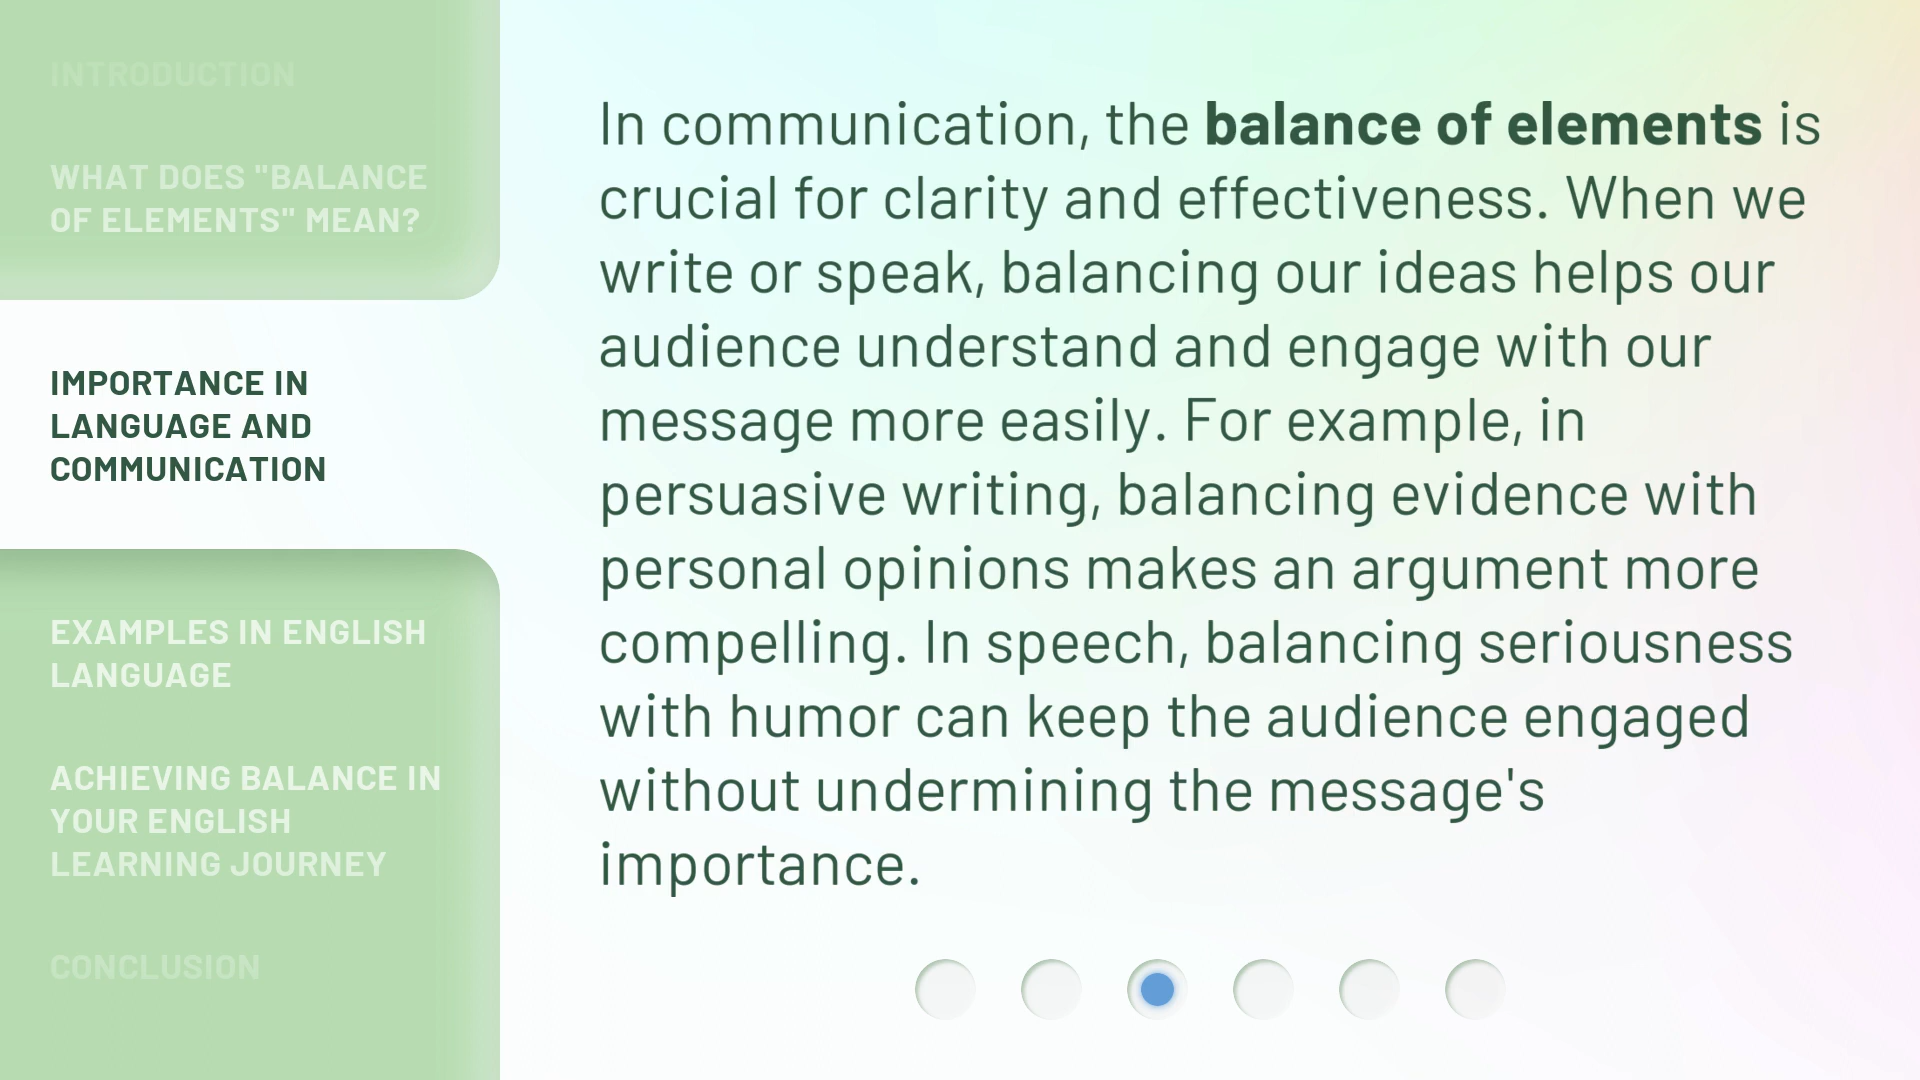 INTRODUCTION
WHAT DOES "BALANCE
OF ELEMENTS" MEAN?
IMPORTANCE IN
LANGUAGE AND
COMMUNICATION
EXAMPLES IN ENGLISH
LANGUAGE
ACHIEVING BALANCE IN
YOUR ENGLISH
LEARNING JOURNEY
CONCLUSION
In communication, the balance of elements is
crucial for clarity and effectiveness. When we
write or speak, balancing our ideas helps our
audience understand and engage with our
message more easily. For example, in
persuasive writing, balancing evidence with
personal opinions makes an argument more
compelling. In speech, balancing seriousness
with humor can keep the audience engaged
without undermining the message's
importance.